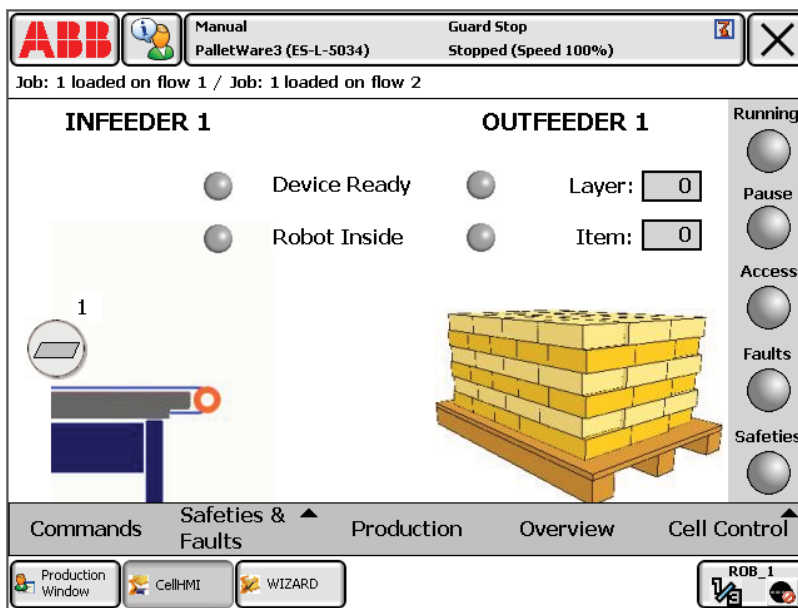 ABB
Manual
PalletWare3 (ES-L-5034)
Guard Stop
Stopped (Speed 100%)
Job: 1 loaded on flow 1 / Job: 1 loaded on flow 2
INFEEDER 1
OUTFEEDER 1
Running
Device Ready
Layer: 0
Pause
Robot Inside
Item: 0
Access
1
Faults
Safeties
Commands
Safeties &
Faults
Production
Overview
Cell Control
Production
Window
CellHMI
WIZARD
ROB_1
1/3